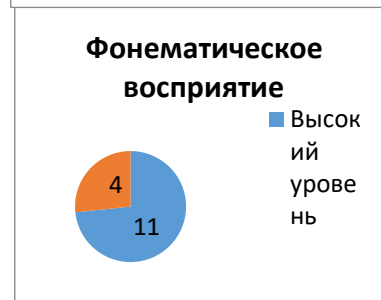 Фонематическое
восприятие
Высок
ий
урове
нь
4
11